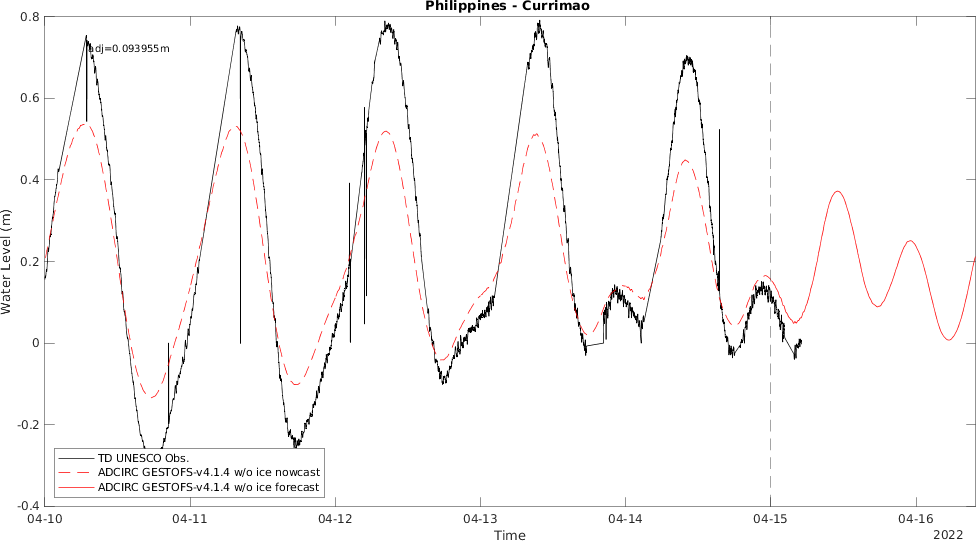 Philippines - Currimao
adj=0.093955m
0.8
0.6
0.4
0.2
0
-0.2
-0.4
Water Level (m)
TD UNESCO Obs.
ADCIRC GESTOFS-v4.1.4 w/o ice nowcast
ADCIRC GESTOFS-v4.1.4 w/o ice forecast
04-10 04-11 04-12 04-13 04-14 04-15 04-16
Time
2022